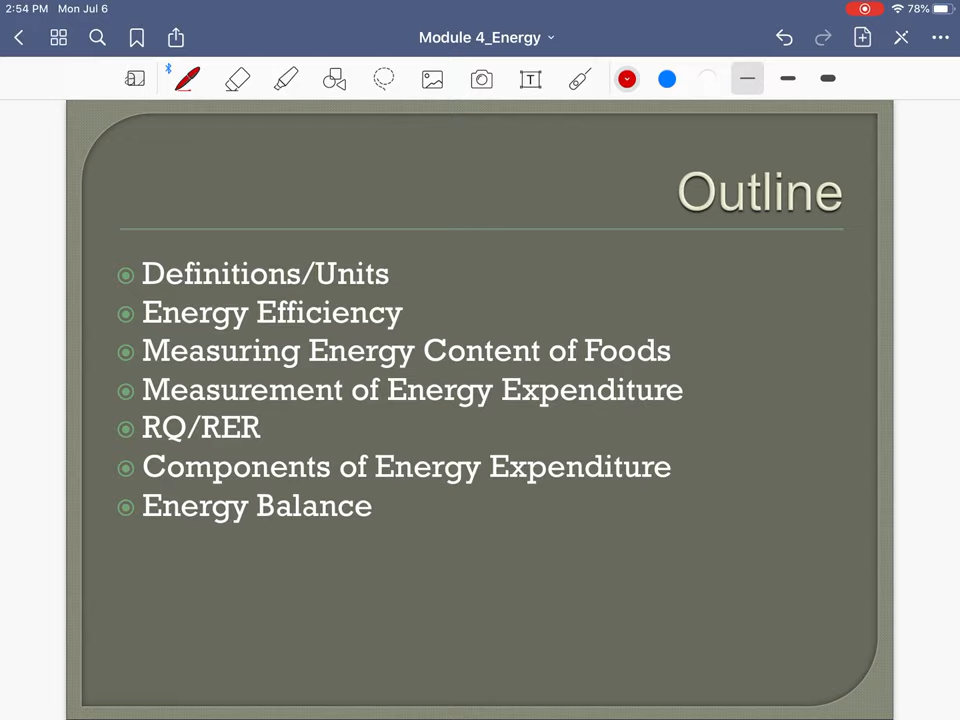 2:54 PM Mon Jul 6
78%
Module 4_Energy
T
Outline
Definitions/Units
Energy Efficiency
Measuring Energy Content of Foods
Measurement of Energy Expenditure
RQ/RER
Components of Energy Expenditure
Energy Balance